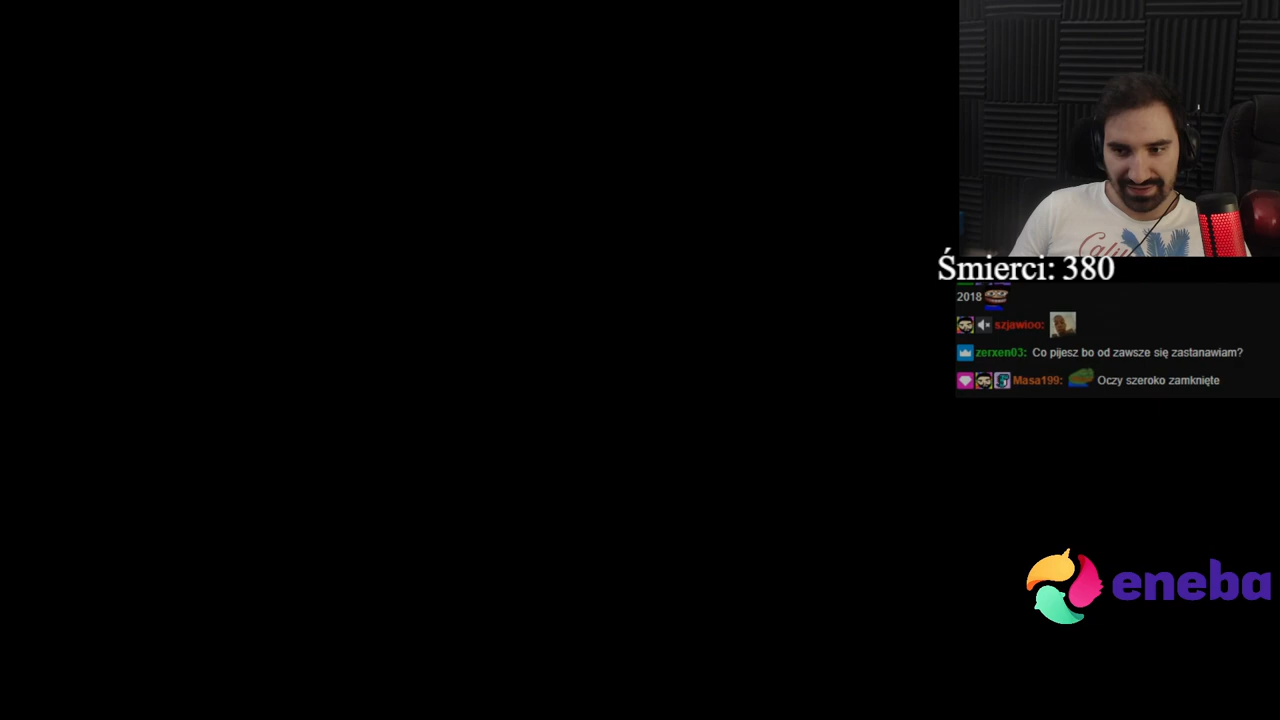 Śmierci: 380
2018
szjawioo:
zerxen03: Co pijesz bo od zawsze się zastanawiam?
Masa199: Oczy szeroko zamknięte
eneba